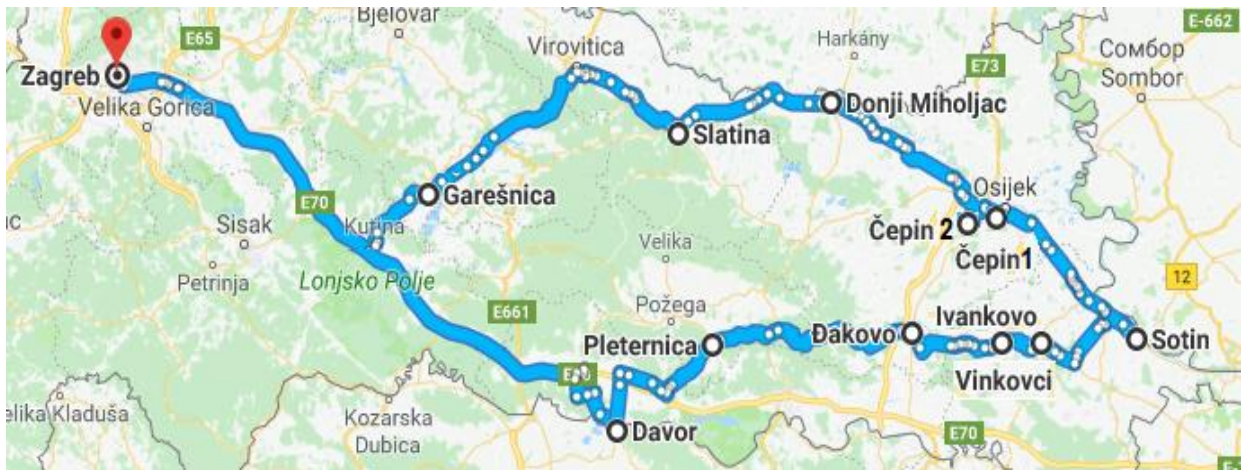 Bjelovar
E-662
E65
Virovitica
Harkány
E73
Сомбор
Sombor
Zagreb
Velika Gorica
Donji Miholjac
Slatina
Garešnica
E70
Osijek
Sisak
Kutina
Čepin 2
Velika
Petrinja
Čepin1
12
Lonjsko Polje
Požega
E661
Ivankovo
Pleternica
Đakovo
Sotin
Vinkovci
elika Kladuša
Kozarska
Dubica
Davor
E70